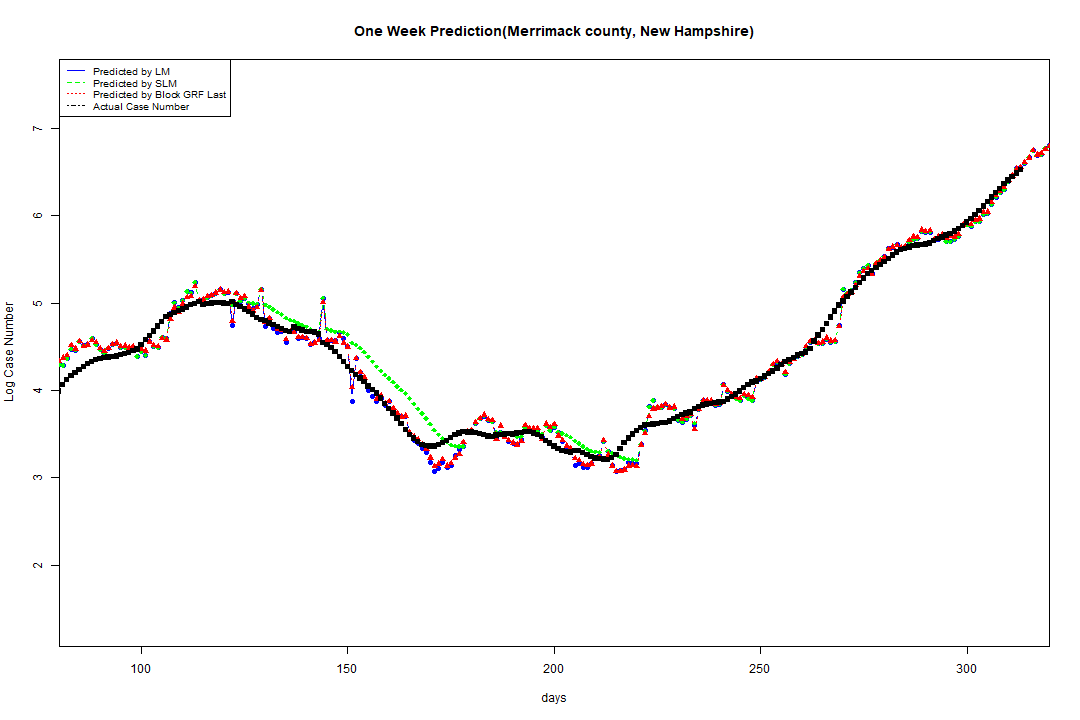 One Week Prediction(Merrimack county, New Hampshire)
Predicted by LM
Predicted by SLM
Predicted by Block GRF Last
Actual Case Number
Log Case Number
7
6
5
4
3
2
100 150 200 250 300
days